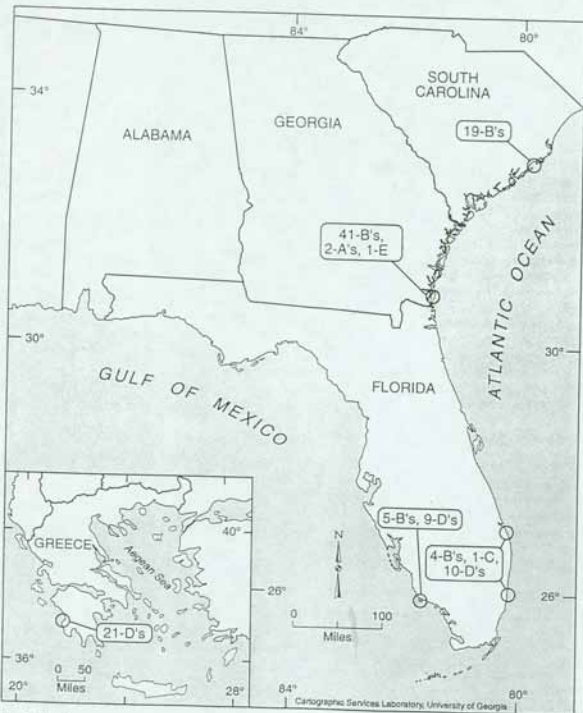 84°
80°
34°
SOUTH
CAROLINA
ALABAMA
GEORGIA
19-B's
41-B's,
2-A's, 1-E
ATLANTIC OCEAN
30°
30°
GULF OF MEXICO
FLORIDA
5-B's, 9-D's
4-B's, 1-C,
10-D's
N
0 100
Miles
26°
26°
40°
GREECE
Aegean Sea
21-D's
36°
0 50
Miles
20°
28°
84°
80°
Cartographic Services Laboratory, University of Georgia